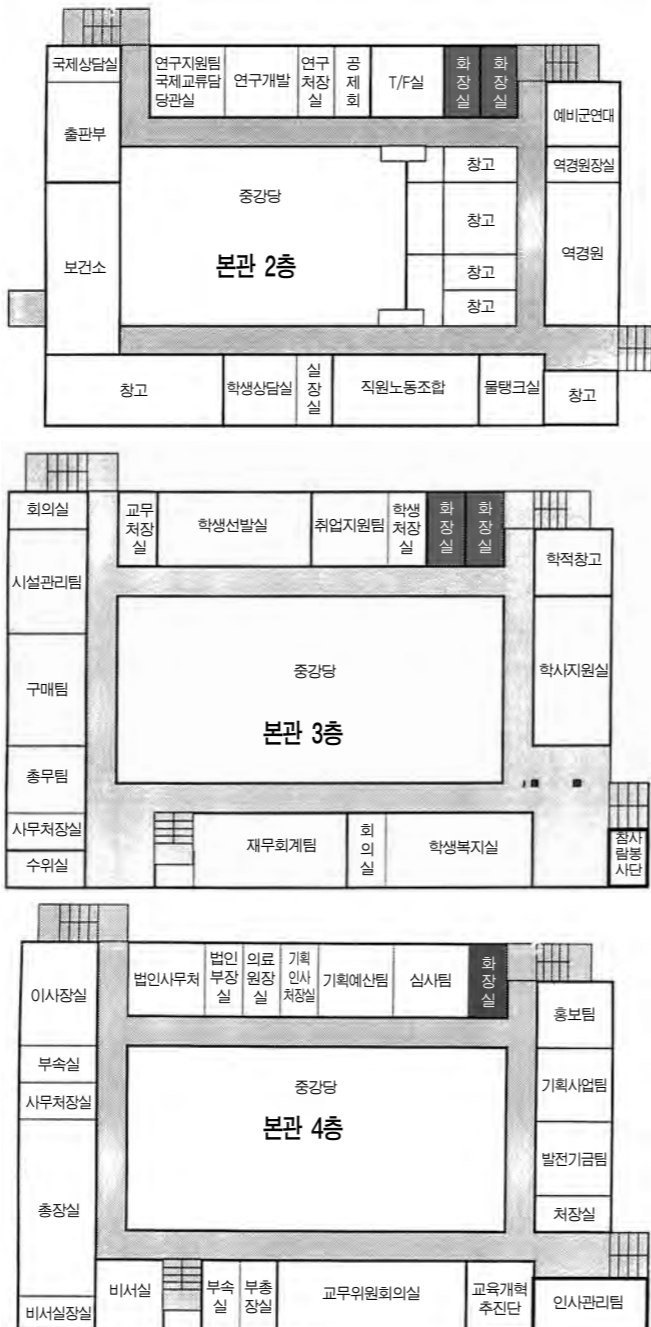 국제상담실
연구지원팀
국제교류담
당관실
연구개발
연구
처장
실
공
제
회
T/F실
화
장
실
화
장
실
출판부
예비군연대
역경원장실
창고
중강당
창고
본관 2층
역경원
보건소
창고
창고
창고
학생상담실
실
장
실
직원노동조합
물탱크실
창고
회의실
교무
처장
실
학생선발실
취업지원팀
학생
처장
실
화
장
실
화
장
실
학적창고
시설관리팀
중강당
학사지원실
구매팀
본관 3층
총무팀
사무처장실
수위실
재무회계팀
회
의
실
학생복지실
참사
람봉
사단
이사장실
법인사무처
법인
부장
실
의료
원장
실
기획
인사
처장실
기획예산팀
심사팀
화
장
실
홍보팀
부속실
사무처장실
중강당
기획사업팀
본관 4층
발전기금팀
총장실
처장실
비서실장실
비서실
부속
실
부총
장실
교무위원회의실
교육개혁
추진단
인사관리팀